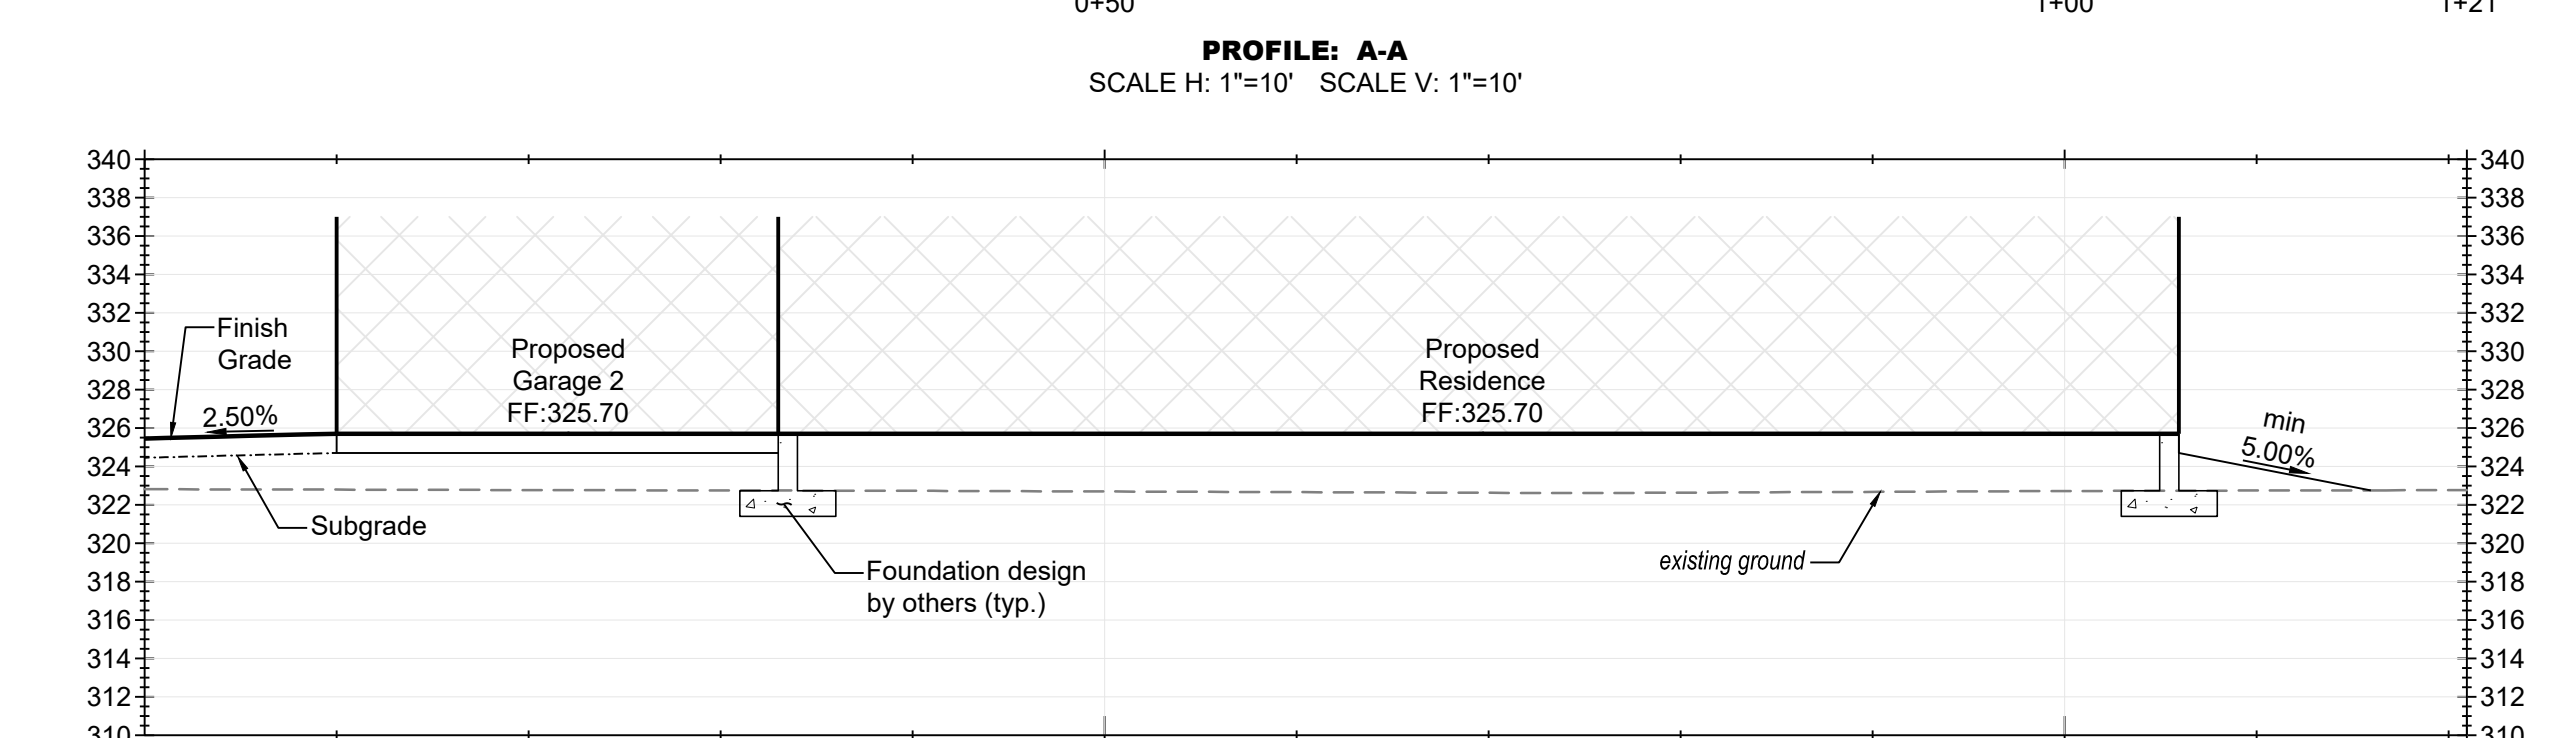 0+50
1+00
1+21
PROFILE: A-A
SCALE H: 1"=10' SCALE V: 1"=10'
340
340
338
338
336
336
334
334
332
332
330
330
328
328
326
326
324
324
322
322
320
320
318
318
316
316
314
314
312
312
310
310
Finish
Grade
2.50%
Subgrade
Proposed
Garage 2
FF:325.70
Foundation design
by others (typ.)
Proposed
Residence
FF:325.70
existing ground
min
5.00%